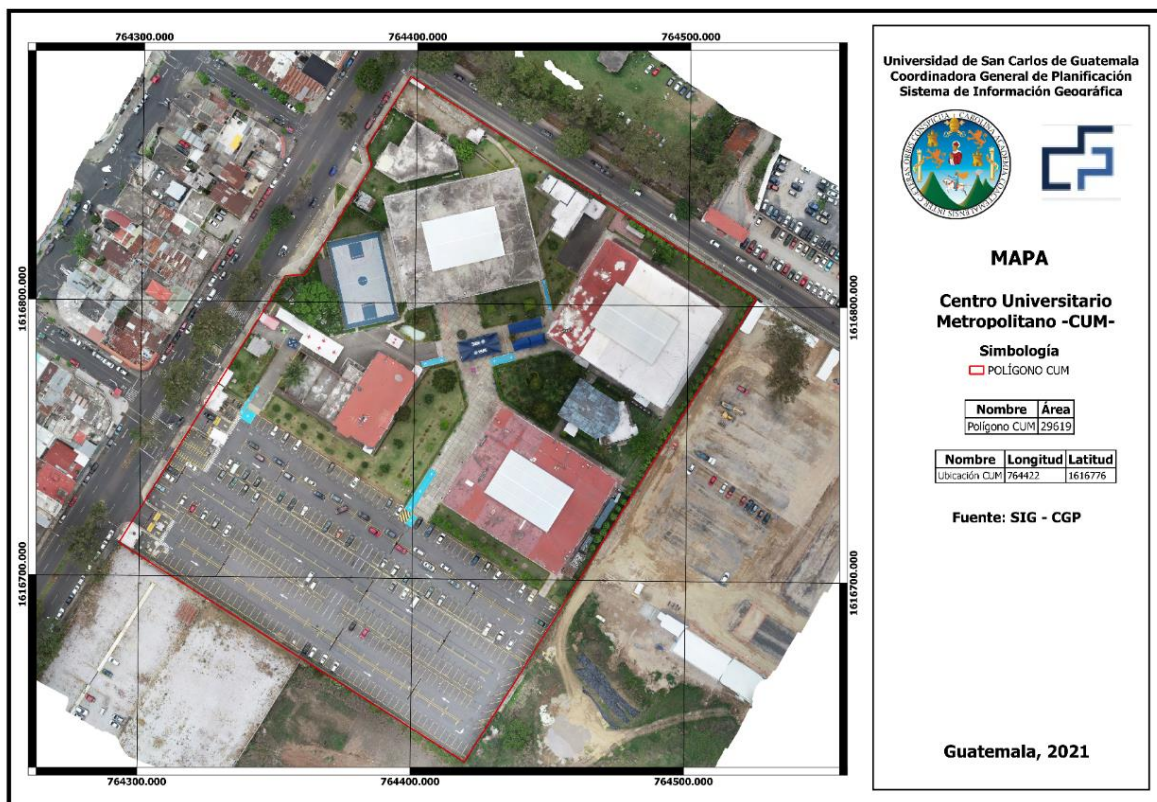 764300.000 764400.000 764500.000
1616800.000 1616800.000
1616700.000 1616700.000
764300.000 764400.000 764500.000
Universidad de San Carlos de Guatemala
Coordinadora General de Planificación
Sistema de Información Geográfica
MAPA
Centro Universitario
Metropolitano -CUM-
Simbología
POLÍGONO CUM
Nombre Área
Polígono CUM 29619
Nombre Longitud Latitud
Ubicación CUM 764422 1616776
Fuente: SIG - CGP
Guatemala, 2021